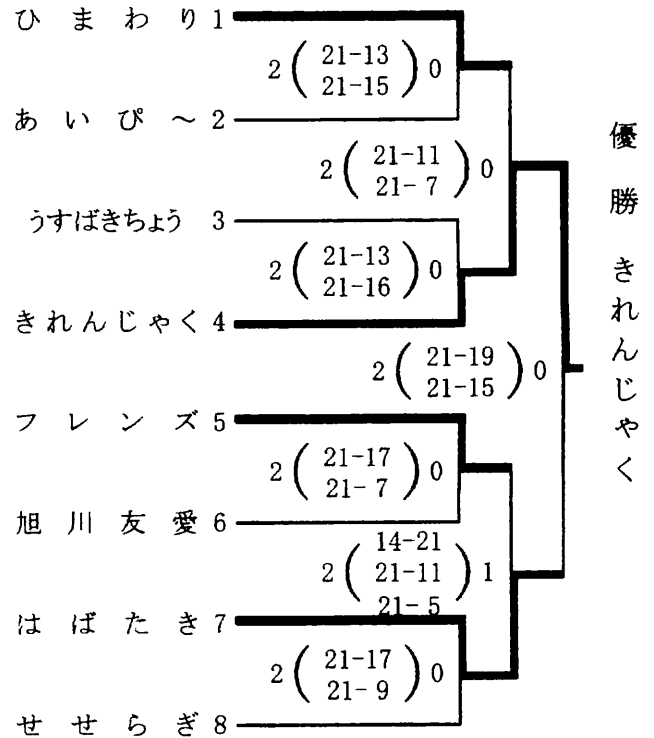 ひまわり 1
2 ( 21-13 21-15 ) 0
あいぴ～ 2
2 ( 21-11 21- 7 ) 0
うすばきちょう 3
2 ( 21-13 21-16 ) 0
きれんじゃく 4
2 ( 21-19 21-15 ) 0
フレンズ 5
2 ( 21-17 21- 7 ) 0
旭川友愛 6
2 ( 14-21 21-11 21- 5 ) 1
はばたき 7
2 ( 21-17 21- 9 ) 0
せせらぎ 8
優勝 きれんじゃく